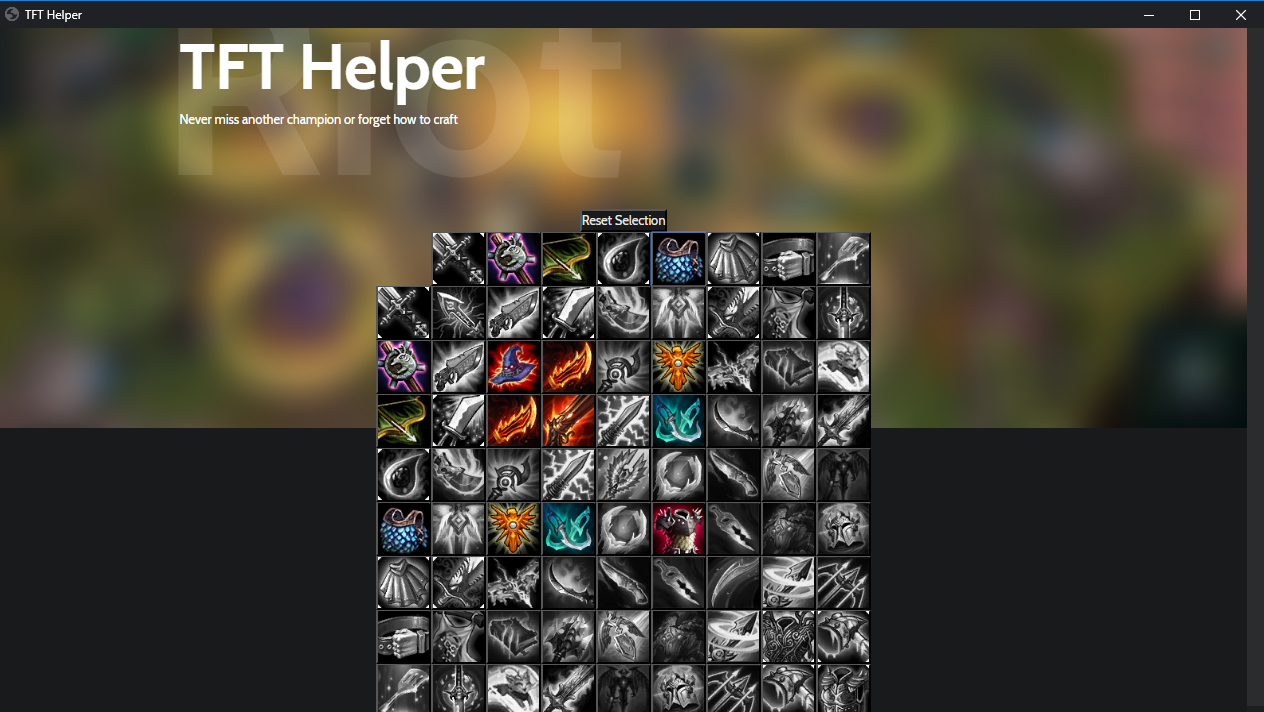 TFT Helper
Riot
TFT Helper
Never miss another champion or forget how to craft
Reset Selection